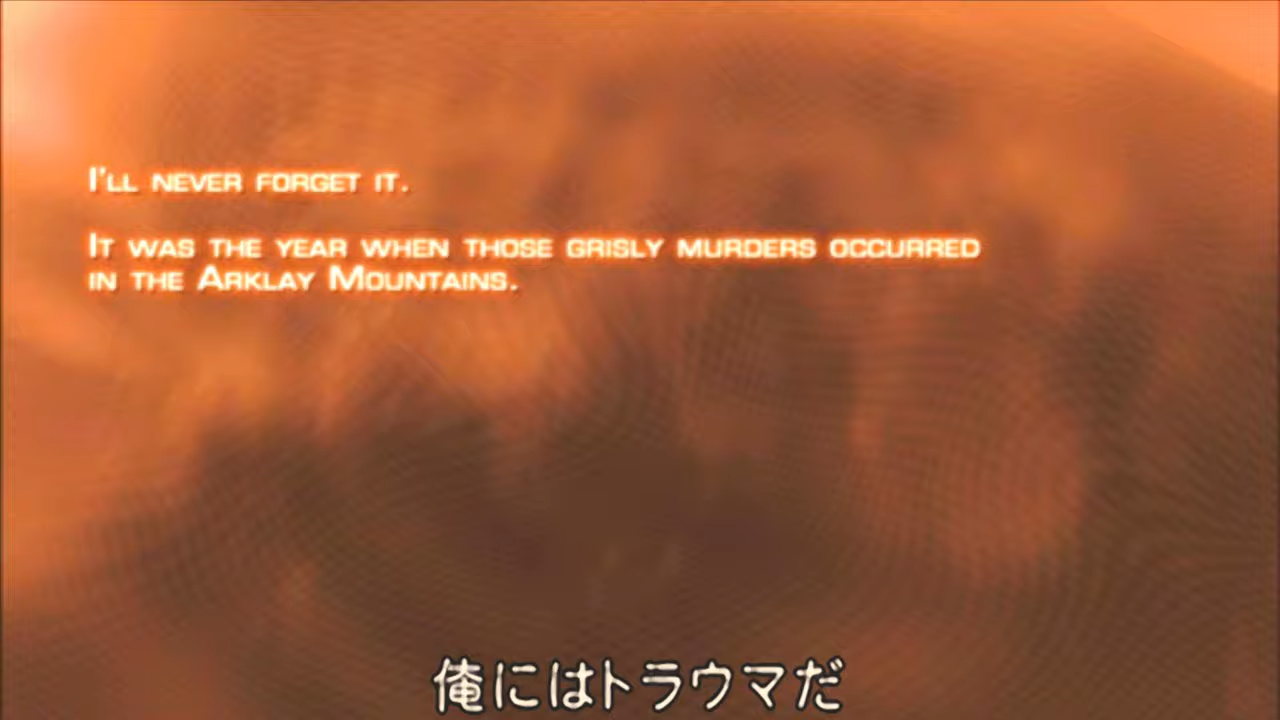 I'll never forget it.
It was the year when those grisly murders occurred
in the Arklay Mountains.
俺にはトラウマだ